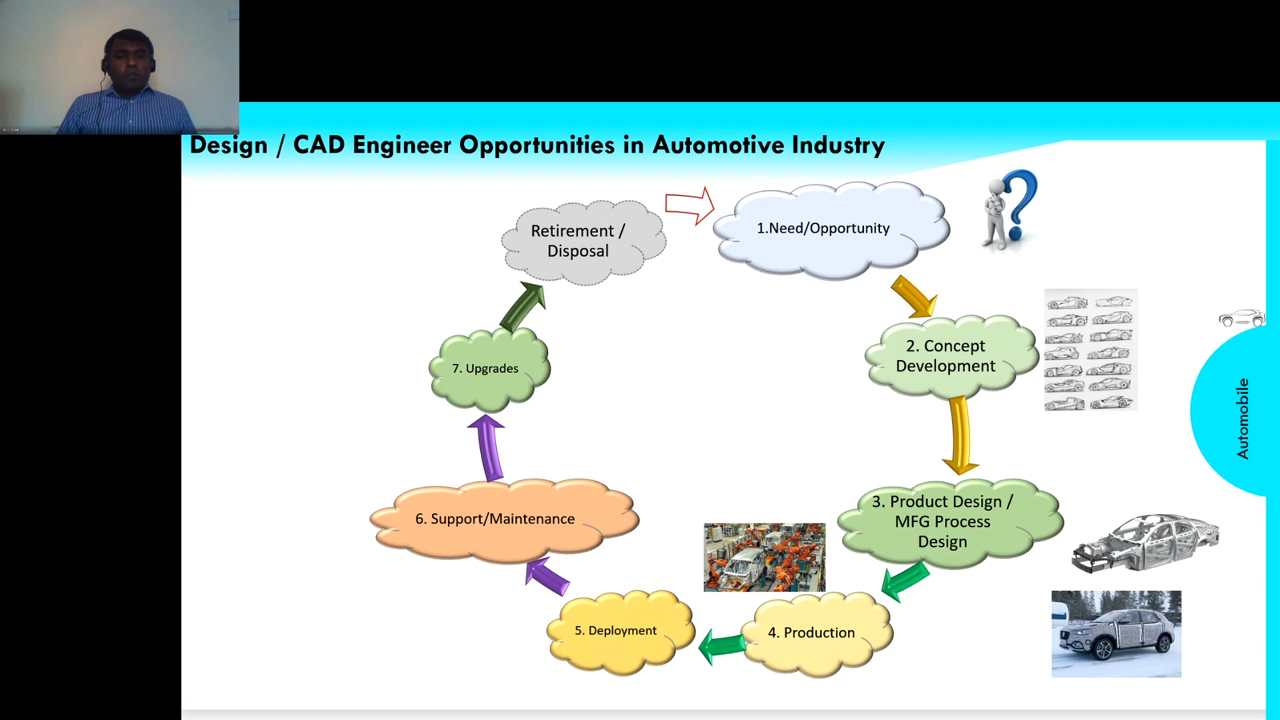 Design / CAD Engineer Opportunities in Automotive Industry
Retirement /
Disposal
1.Need/Opportunity
2. Concept
Development
3. Product Design /
MFG Process
Design
4. Production
5. Deployment
6. Support/Maintenance
7. Upgrades
Automobile